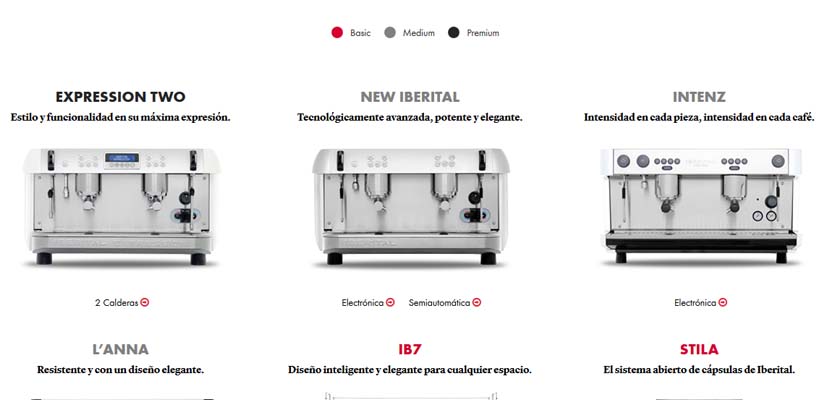 Basic Medium Premium
EXPRESSION TWO
Estilo y funcionalidad en su máxima expresión.
NEW IBERITAL
Tecnológicamente avanzada, potente y elegante.
INTENZ
Intensidad en cada pieza, intensidad en cada café.
2 Calderas
Electrónica Semiautomática
Electrónica
L'ANNA
Resistente y con un diseño elegante.
IB7
Diseño inteligente y elegante para cualquier espacio.
STILA
El sistema abierto de cápsulas de Iberital.